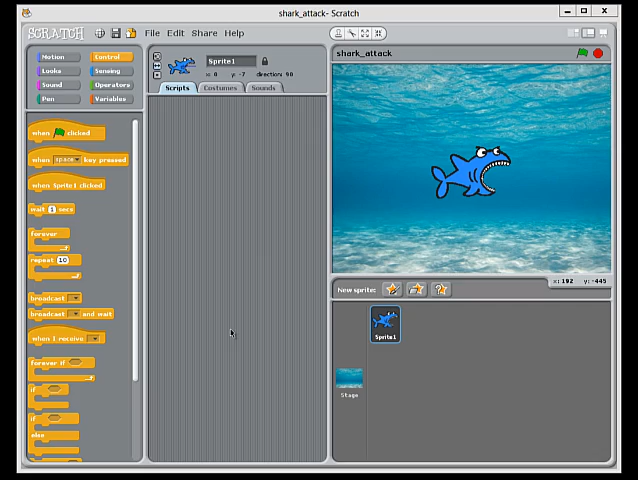 shark_attack- Scratch
SCRATCH File Edit Share Help
Motion Control
Looks Sensing
Sound Operators
Pen Variables
Sprite1
x: 0 y: -7 direction: 90
Scripts Costumes Sounds
shark_attack
when clicked
when space key pressed
when Sprite1 clicked
wait 1 secs
forever
repeat 10
broadcast
broadcast and wait
when I receive
forever if
if
if
else
x: 192 y: -445
New sprite:
Sprite1
Stage